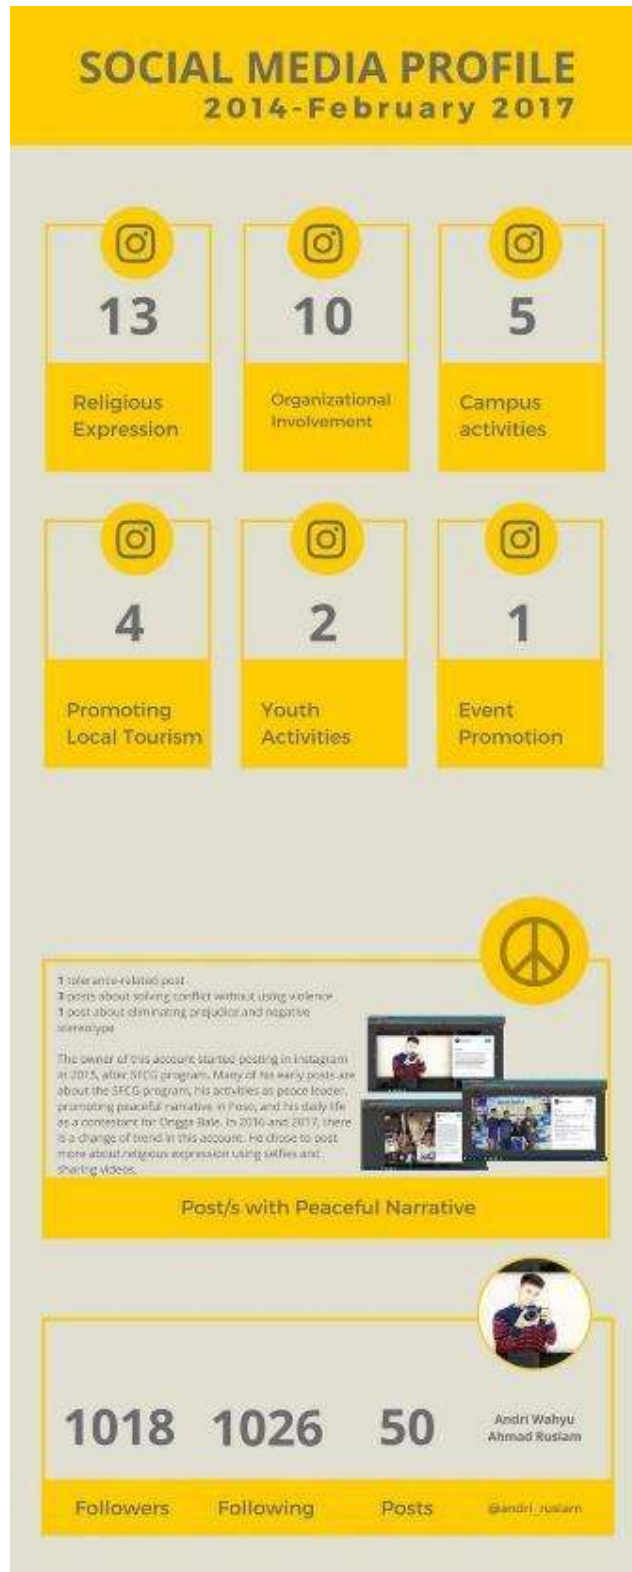 SOCIAL MEDIA PROFILE
2014-February 2017
13
10
5
Religious
Expression
Organizational
Involvement
Campus
activities
4
2
1
Promoting
Local Tourism
Youth
Activities
Event
Promotion
1 tolerance-related post
3 posts about solving conflict without using violence
1 post about eliminating prejudice and negative
stereotype
The owner of this account started posting in Instagram
in 2015, after SFCG program. Many of his early posts are
about the SFCG program, his activities as peace leader,
promoting peaceful narrative in Poso, and his daily life
as a contestant for Ongga Bale. In 2016 and 2017, there
is a change of trend in this account. He chose to post
more about religious expression using selfies and
sharing videos.
Post/s with Peaceful Narrative
1018
1026
50
Andri Wahyu
Ahmad Ruslam
Followers
Following
Posts
@andri_ruslam